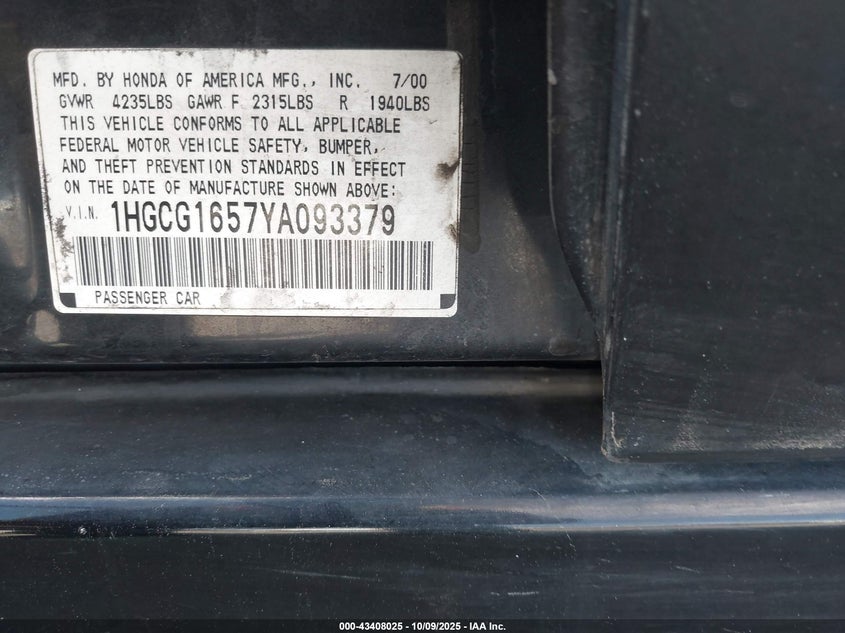 MFD. BY HONDA OF AMERICA MFG., INC. 7/00
GVWR 4235LBS GAWR F 2315LBS R 1940LBS
THIS VEHICLE CONFORMS TO ALL APPLICABLE
FEDERAL MOTOR VEHICLE SAFETY, BUMPER,
AND THEFT PREVENTION STANDARDS IN EFFECT
ON THE DATE OF MANUFACTURE SHOWN ABOVE:
V.I.N. 1HGCG1657YA093379
PASSENGER CAR
000-43408025 - 10/09/2025 - IAA Inc.